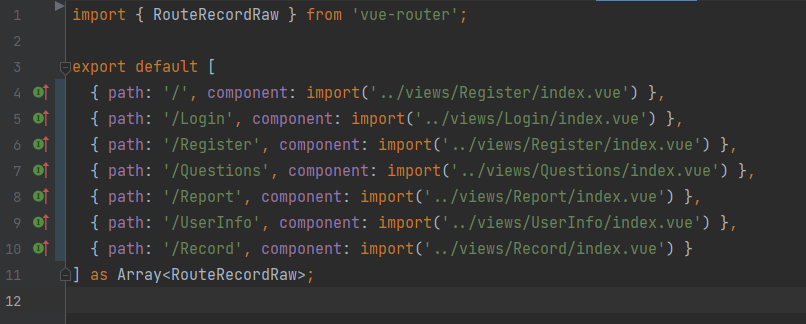 1 import { RouteRecordRaw } from 'vue-router';
2
3 export default [
4 { path: '/', component: import('../views/Register/index.vue') },
5 { path: '/Login', component: import('../views/Login/index.vue') },
6 { path: '/Register', component: import('../views/Register/index.vue') },
7 { path: '/Questions', component: import('../views/Questions/index.vue') },
8 { path: '/Report', component: import('../views/Report/index.vue') },
9 { path: '/UserInfo', component: import('../views/UserInfo/index.vue') },
10 { path: '/Record', component: import('../views/Record/index.vue') }
11 ] as Array<RouteRecordRaw>;
12